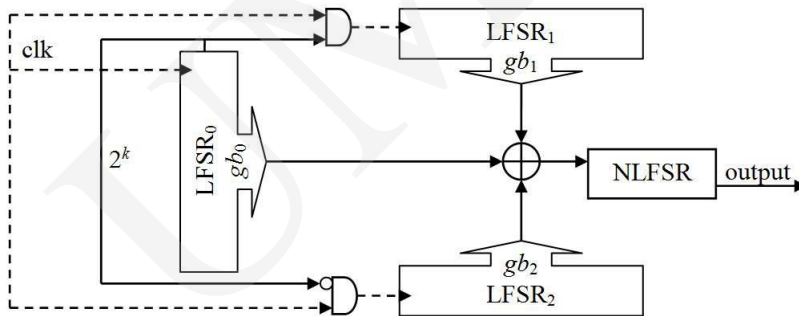 LFSR₁
gb₁
clk
LFSR₀
gb₀
2ᵏ
NLFSR
output
gb₂
LFSR₂